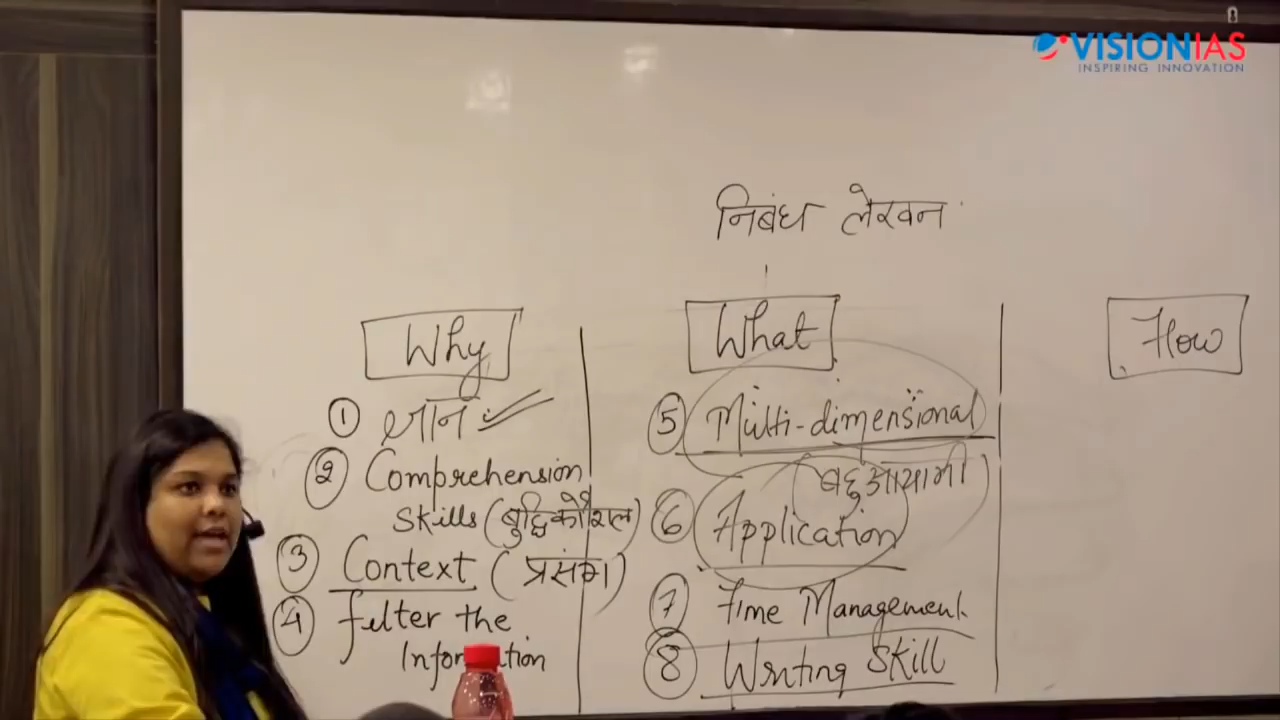 VISIONIAS
INSPIRING INNOVATION
निबंध लेखन
Why
① ज्ञान
② Comprehension
Skills (बुद्धि कौशल)
③ Context (प्रसंग)
④ Filter the
Information
What
⑤ Multi-dimensional
बहुआयामी
⑥ Application
⑦ Time Management
⑧ Writing Skill
How